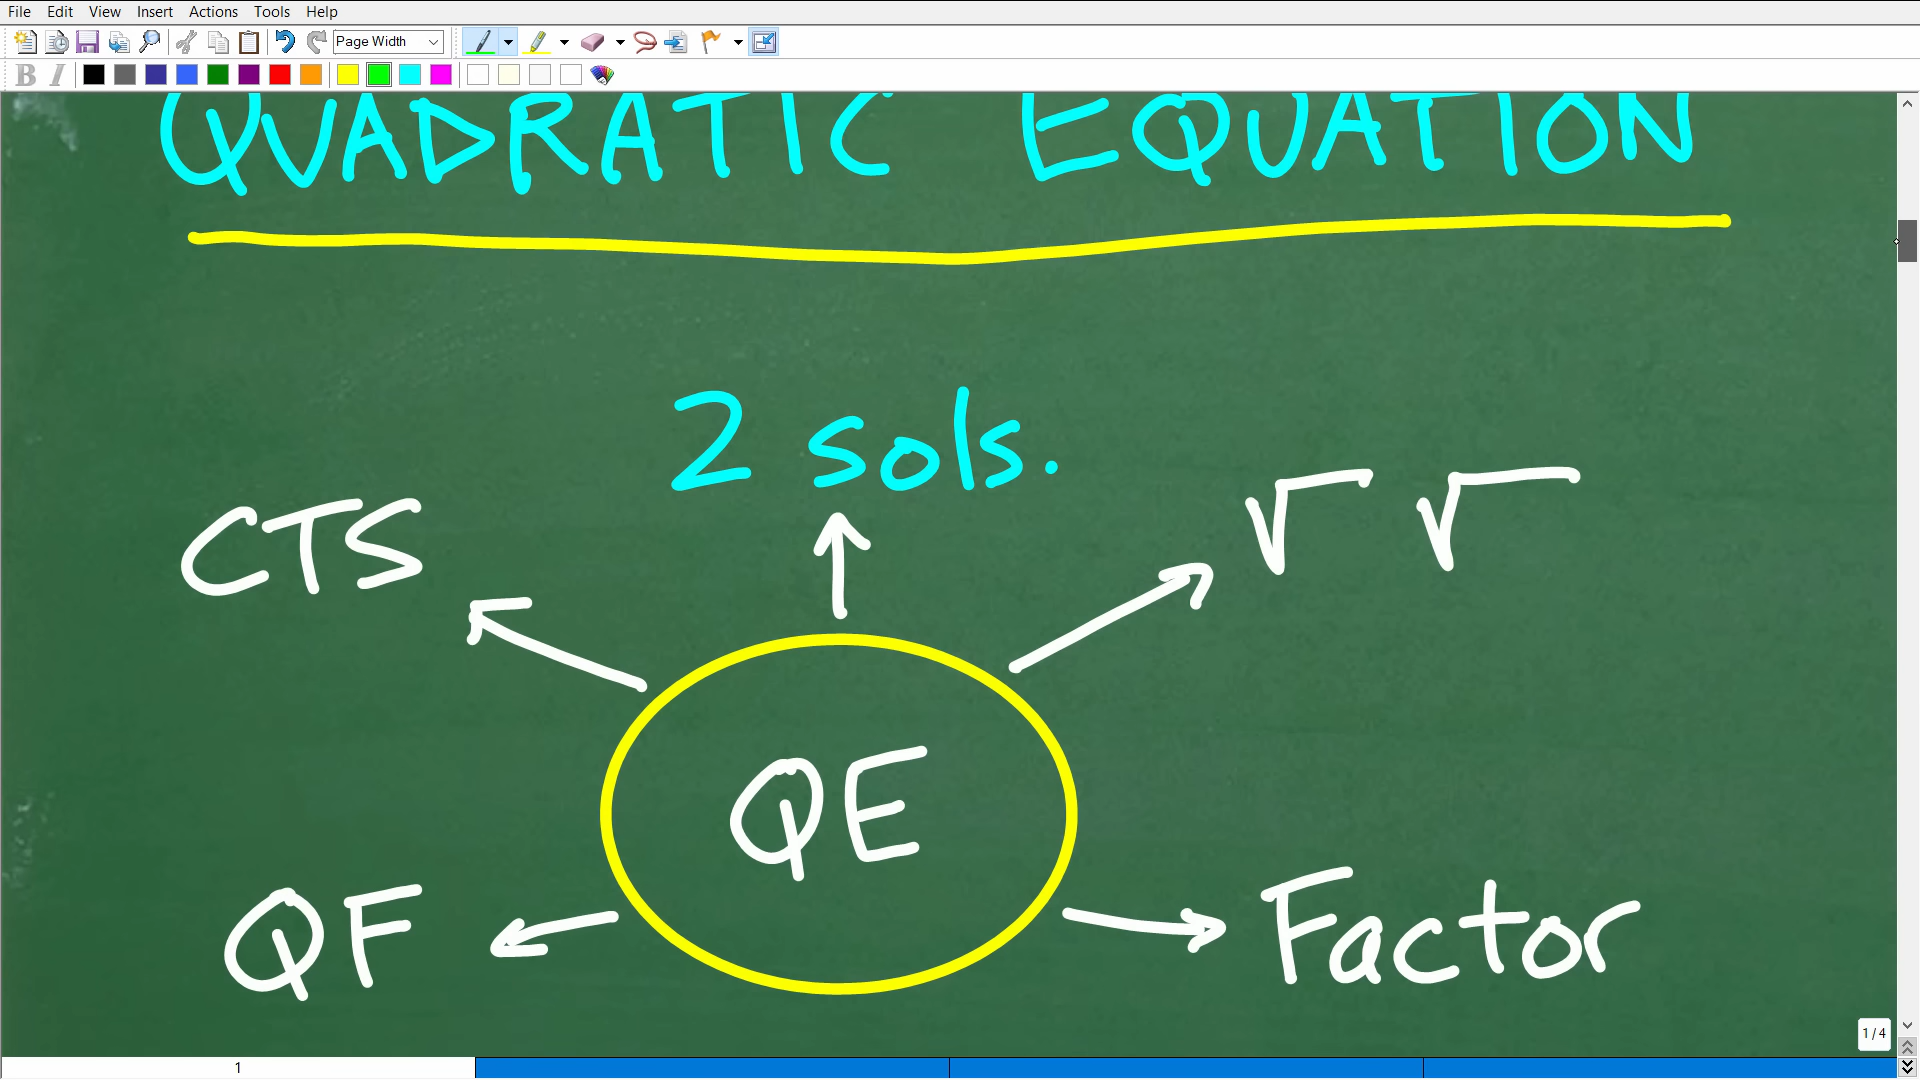 File Edit View Insert Actions Tools Help
Page Width
B I
QUADRATIC EQUATION
2 sols.
CTS
√ √
QE
QF
Factor
1 / 4
1